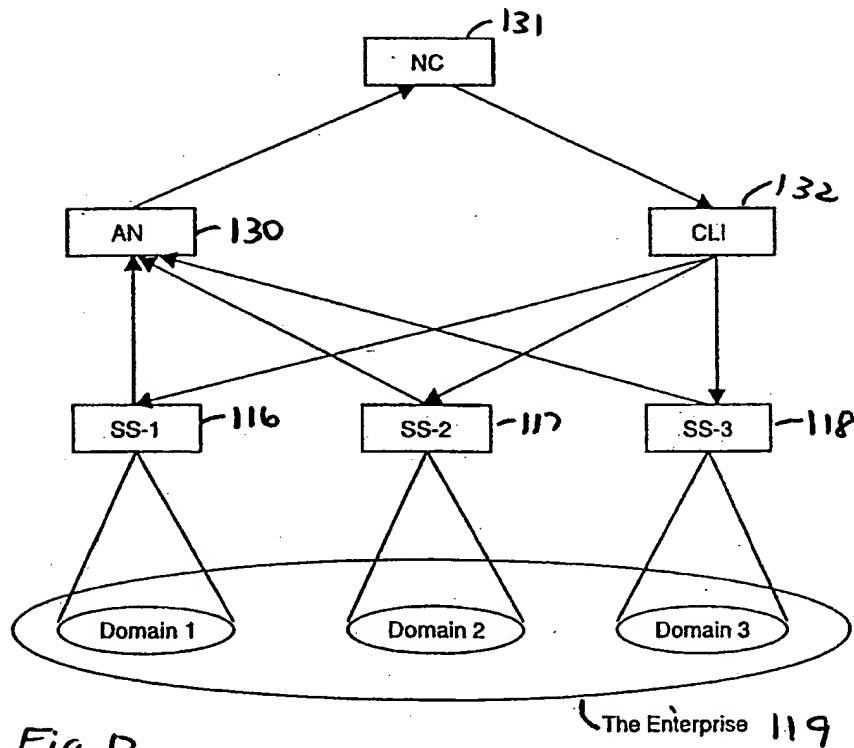 131
NC
132
AN 130 CLI
SS-1 116 SS-2 117 SS-3 118
Domain 1 Domain 2 Domain 3
The Enterprise 119
Fig. D